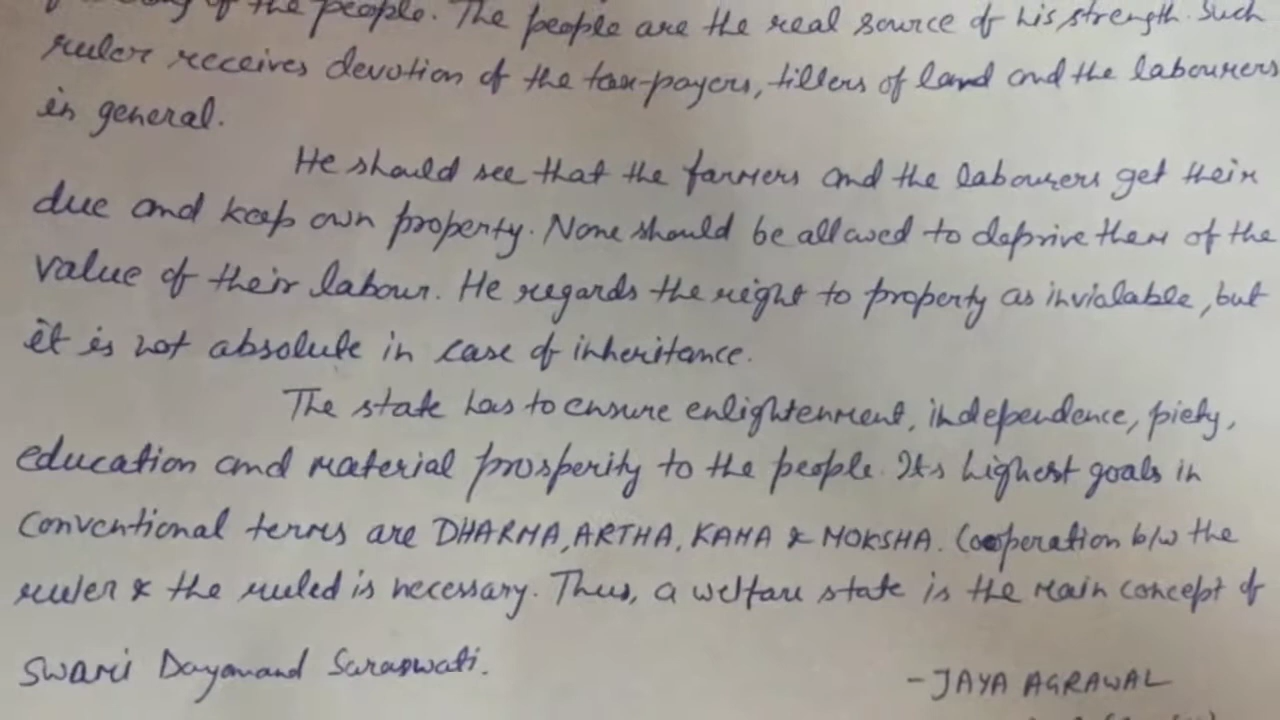 of the people. The people are the real source of his strength. Such
ruler receives devotion of the tax-payers, tillers of land and the labourers
in general.
He should see that the farmers and the labourers get their
due and keep own property. None should be allowed to deprive them of the
value of their labour. He regards the right to property as invialable, but
it is not absolute in case of inheritance.
The state has to ensure enlightenment, independence, piety,
education and material prosperity to the people. Its highest goals in
conventional terms are DHARMA, ARTHA, KAMA & MOKSHA. Cooperation b/w the
ruler & the ruled is necessary. Thus, a welfare state is the main concept of
Swami Dayanand Saraswati.
-JAYA AGRAWAL